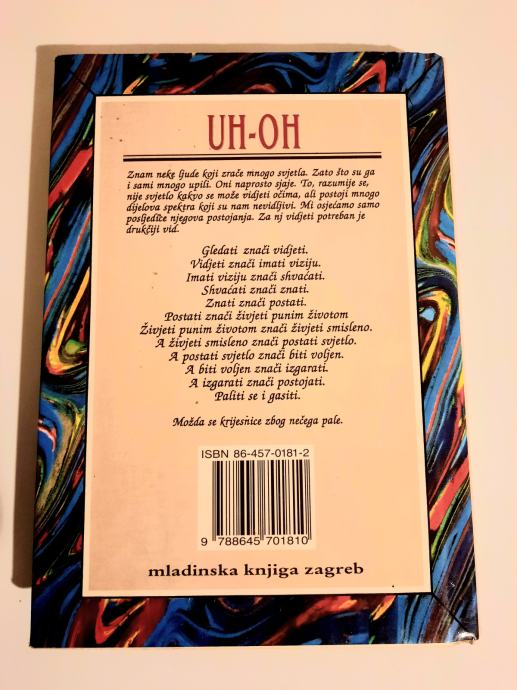 UH-OH
Znam neke ljude koji zrače mnogo svjetla. Zato što su ga
i sami mnogo upili. Oni naprosto sjaje. To, razumije se,
nije svjetlo kakvo se može vidjeti očima, ali postoji mnogo
dijelova spektra koji su nam nevidljivi. Mi osjećamo samo
posljedice njegova postojanja. Za nj vidjeti potreban je
drukčiji vid.
Gledati znači vidjeti.
Vidjeti znači imati viziju.
Imati viziju znači shvaćati.
Shvaćati znači znati.
Znati znači postati.
Postati znači živjeti punim životom
Živjeti punim životom znači živjeti smisleno.
A živjeti smisleno znači postati svjetlo.
A postati svjetlo znači biti voljen.
A biti voljen znači izgarati.
A izgarati znači postojati.
Paliti se i gasiti.
Možda se krijesnice zbog nečega pale.
ISBN 86-457-0181-2
9 788645 701810
mladinska knjiga zagreb